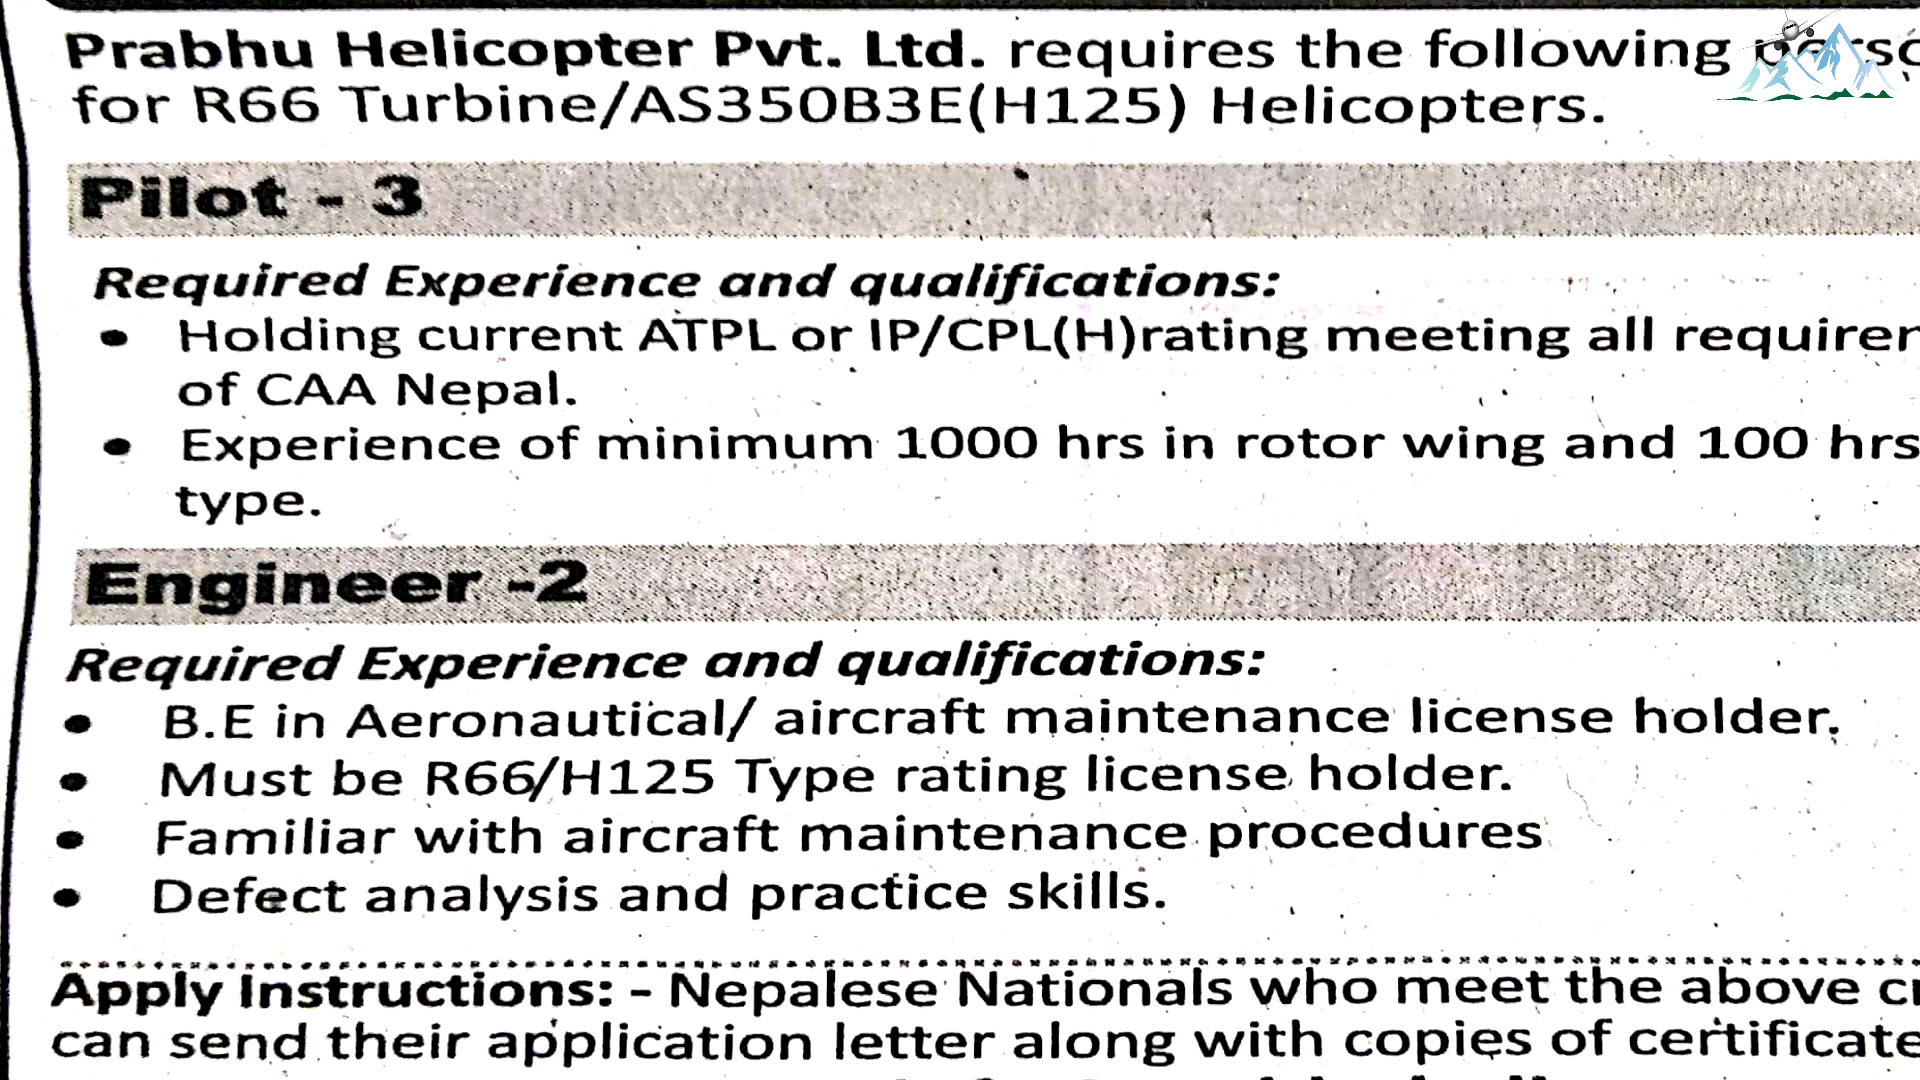 Prabhu Helicopter Pvt. Ltd. requires the following
for R66 Turbine/AS350B3E(H125) Helicopters.
Pilot - 3
Required Experience and qualifications:
• Holding current ATPL or IP/CPL(H)rating meeting all
of CAA Nepal.
• Experience of minimum 1000 hrs in rotor wing and 100 hrs
type.
Engineer -2
Required Experience and qualifications:
• B.E in Aeronautical/ aircraft maintenance license holder.
• Must be R66/H125 Type rating license holder.
• Familiar with aircraft maintenance procedures
• Defect analysis and practice skills.
Apply Instructions: - Nepalese Nationals who meet the above
can send their application letter along with copies of certificate